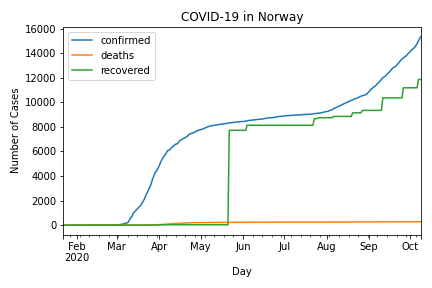 COVID-19 in Norway
confirmed
deaths
recovered
Number of Cases
16000
14000
12000
10000
8000
6000
4000
2000
0
Feb Mar Apr May Jun Jul Aug Sep Oct
2020
Day